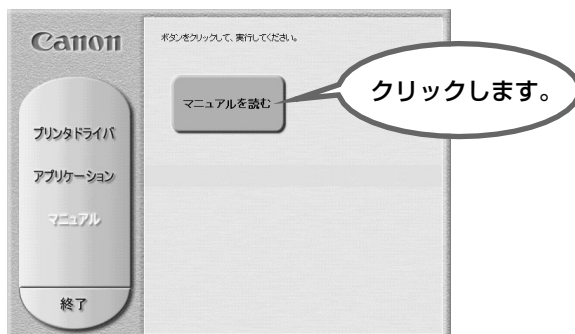 Canon
ボタンをクリックして、実行してください。
マニュアルを読む
クリックします。
プリンタドライバ
アプリケーション
マニュアル
終了